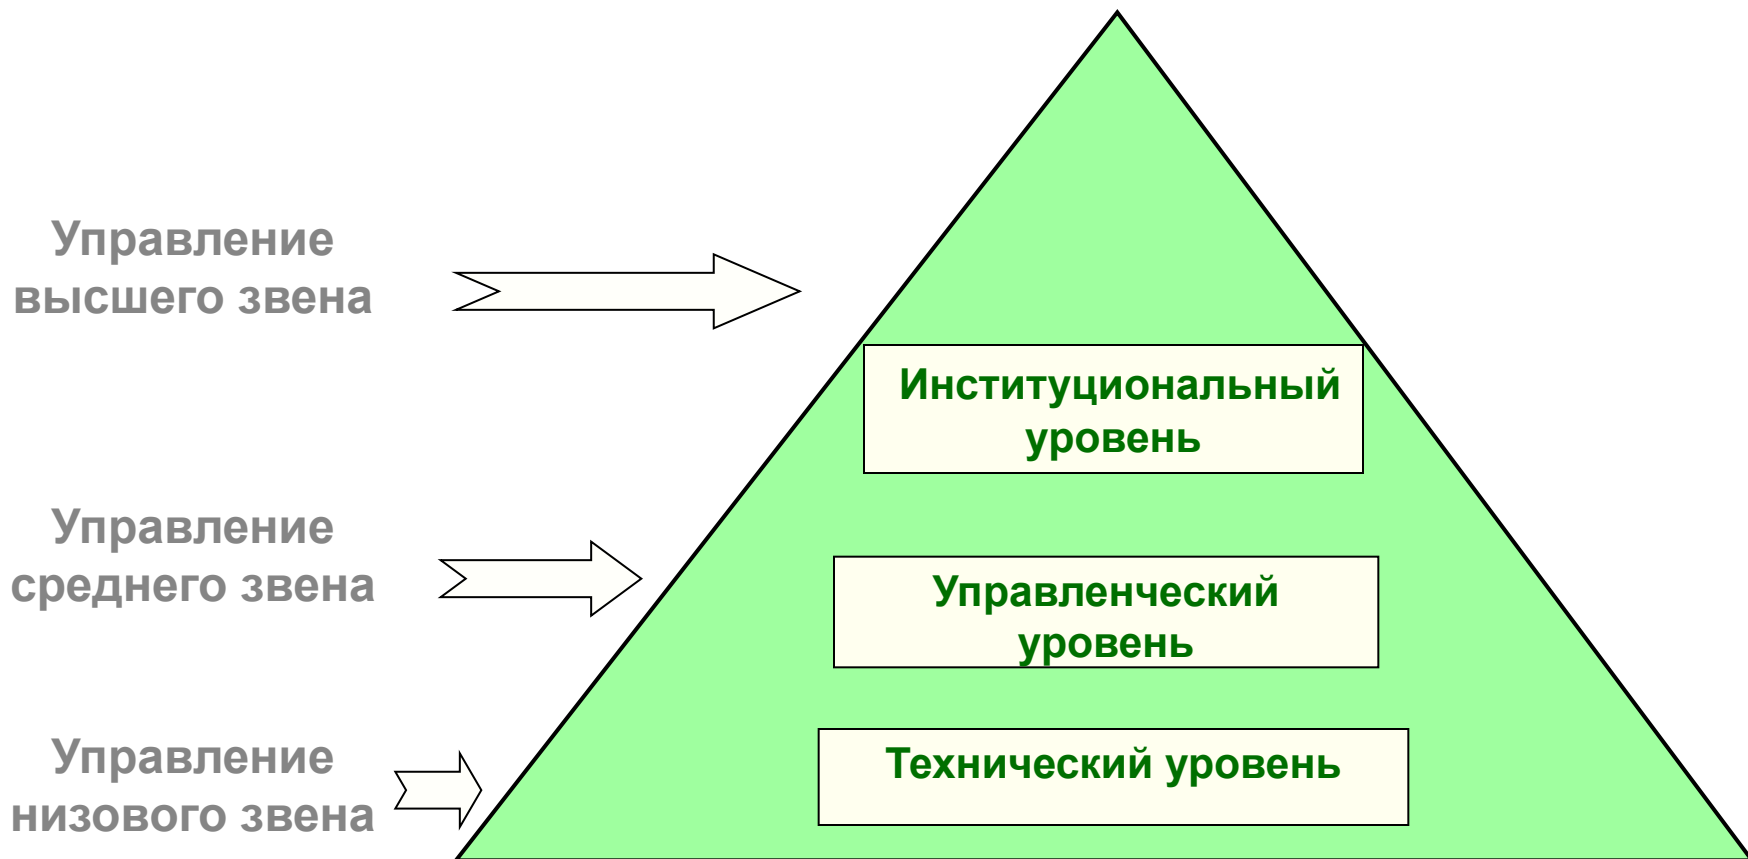 Управление
высшего звена
Институциональный
уровень
Управление
среднего звена
Управленческий
уровень
Управление
низового звена
Технический уровень